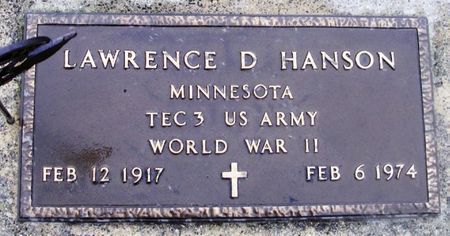 LAWRENCE D HANSON
MINNESOTA
TEC 3 US ARMY
WORLD WAR II
FEB 12 1917 FEB 6 1974